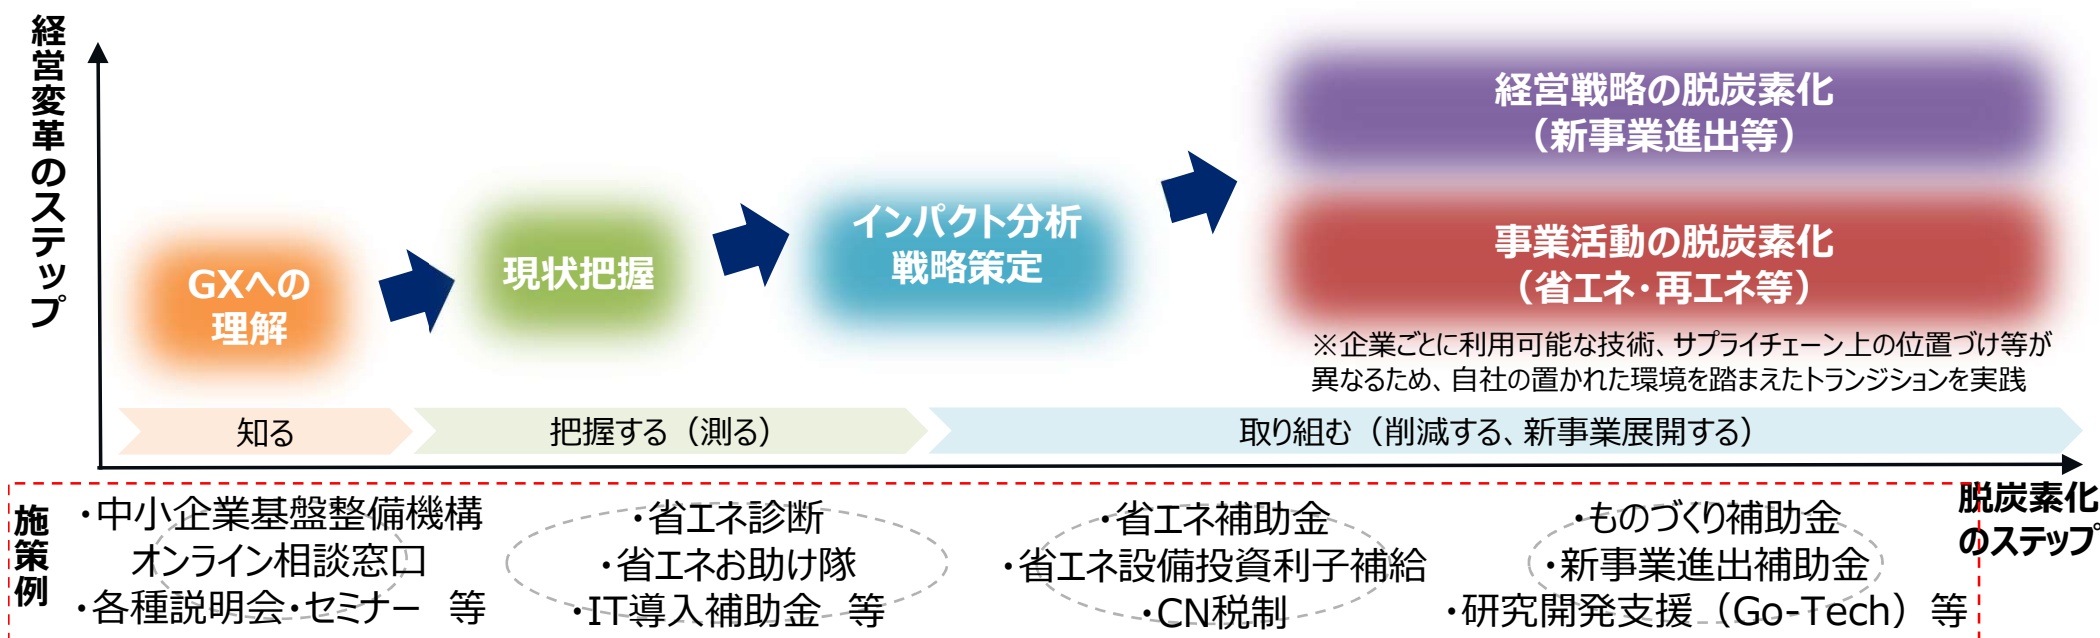 経営変革のステップ
GXへの
理解
現状把握
インパクト分析
戦略策定
経営戦略の脱炭素化
（新事業進出等）
事業活動の脱炭素化
（省エネ・再エネ等）
※企業ごとに利用可能な技術、サプライチェーン上の位置づけ等が
異なるため、自社の置かれた環境を踏まえたトランジションを実践
知る
把握する（測る）
取り組む（削減する、新事業展開する）
脱炭素化
のステップ
施策例
・中小企業基盤整備機構
オンライン相談窓口
・各種説明会・セミナー 等
・省エネ診断
・省エネお助け隊
・IT導入補助金 等
・省エネ補助金
・省エネ設備投資利子補給
・CN税制
・ものづくり補助金
・新事業進出補助金
・研究開発支援（Go-Tech）等